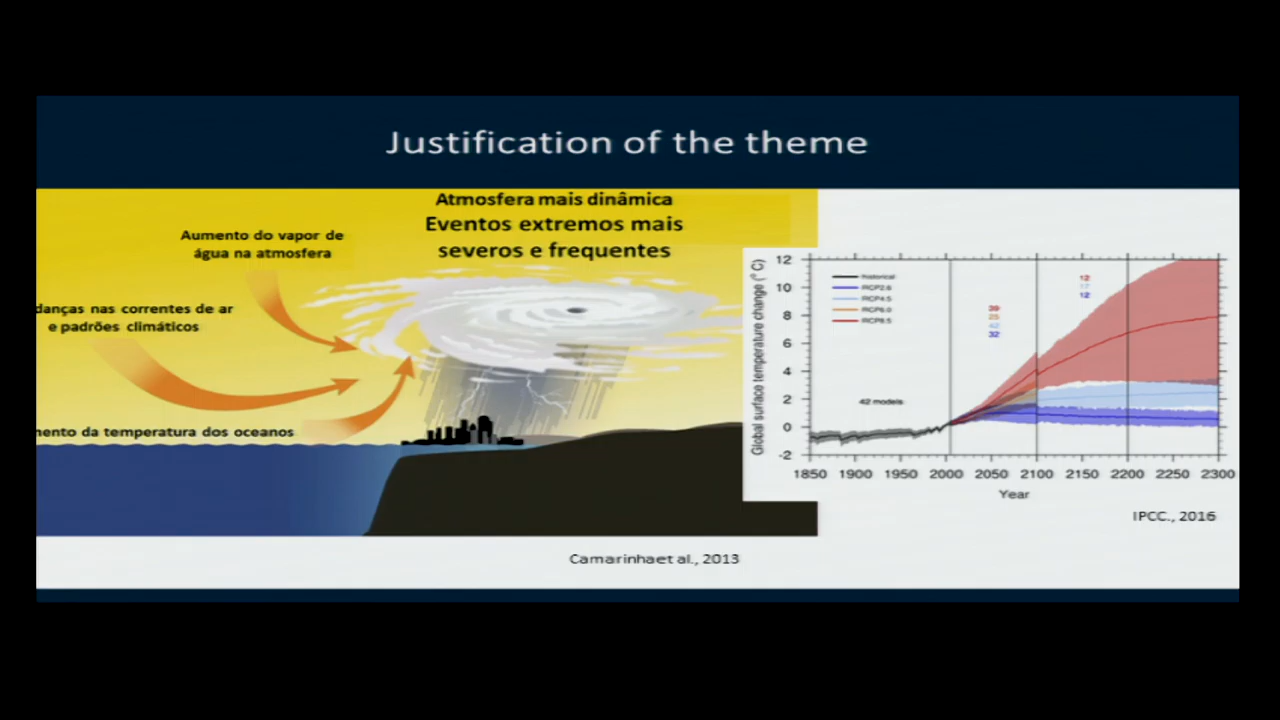 Justification of the theme
Atmosfera mais dinâmica
Eventos extremos mais
severos e frequentes
Aumento do vapor de
água na atmosfera
danças nas correntes de ar
e padrões climáticos
mento da temperatura dos oceanos
Camarinhaet al., 2013
Global surface temperature change (° C)
12
10
8
6
4
2
0
-2
historical
RCP2.6
RCP4.5
RCP6.0
RCP8.5
39
25
42
32
12
17
12
42 models
1850 1900 1950 2000 2050 2100 2150 2200 2250 2300
Year
IPCC., 2016